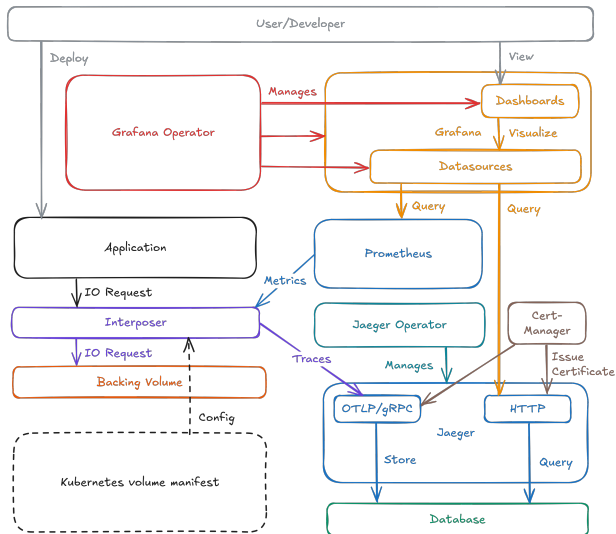 User/Developer
Deploy
View
Manages
Dashboards
Grafana Operator
Grafana
Visualize
Datasources
Query
Query
Application
Prometheus
Metrics
IO Request
Interposer
Jaeger Operator
Cert-
Manager
IO Request
Traces
Manages
Issue
Certificate
Backing Volume
OTLP/gRPC
HTTP
Config
Jaeger
Store
Query
Kubernetes volume manifest
Database